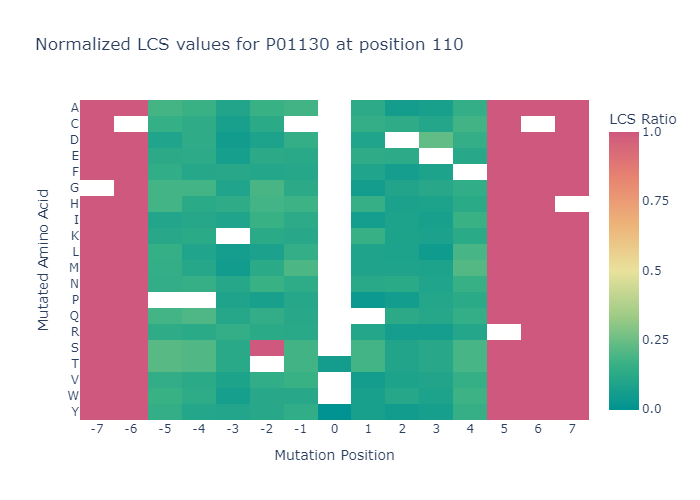 Normalized LCS values for P01130 at position 110
LCS Ratio
A
C
D
E
F
G
H
I
K
L
M
N
P
Q
R
S
T
V
W
Y
1.0
0.75
0.5
0.25
0.0
Mutated Amino Acid
-7 -6 -5 -4 -3 -2 -1 0 1 2 3 4 5 6 7
Mutation Position